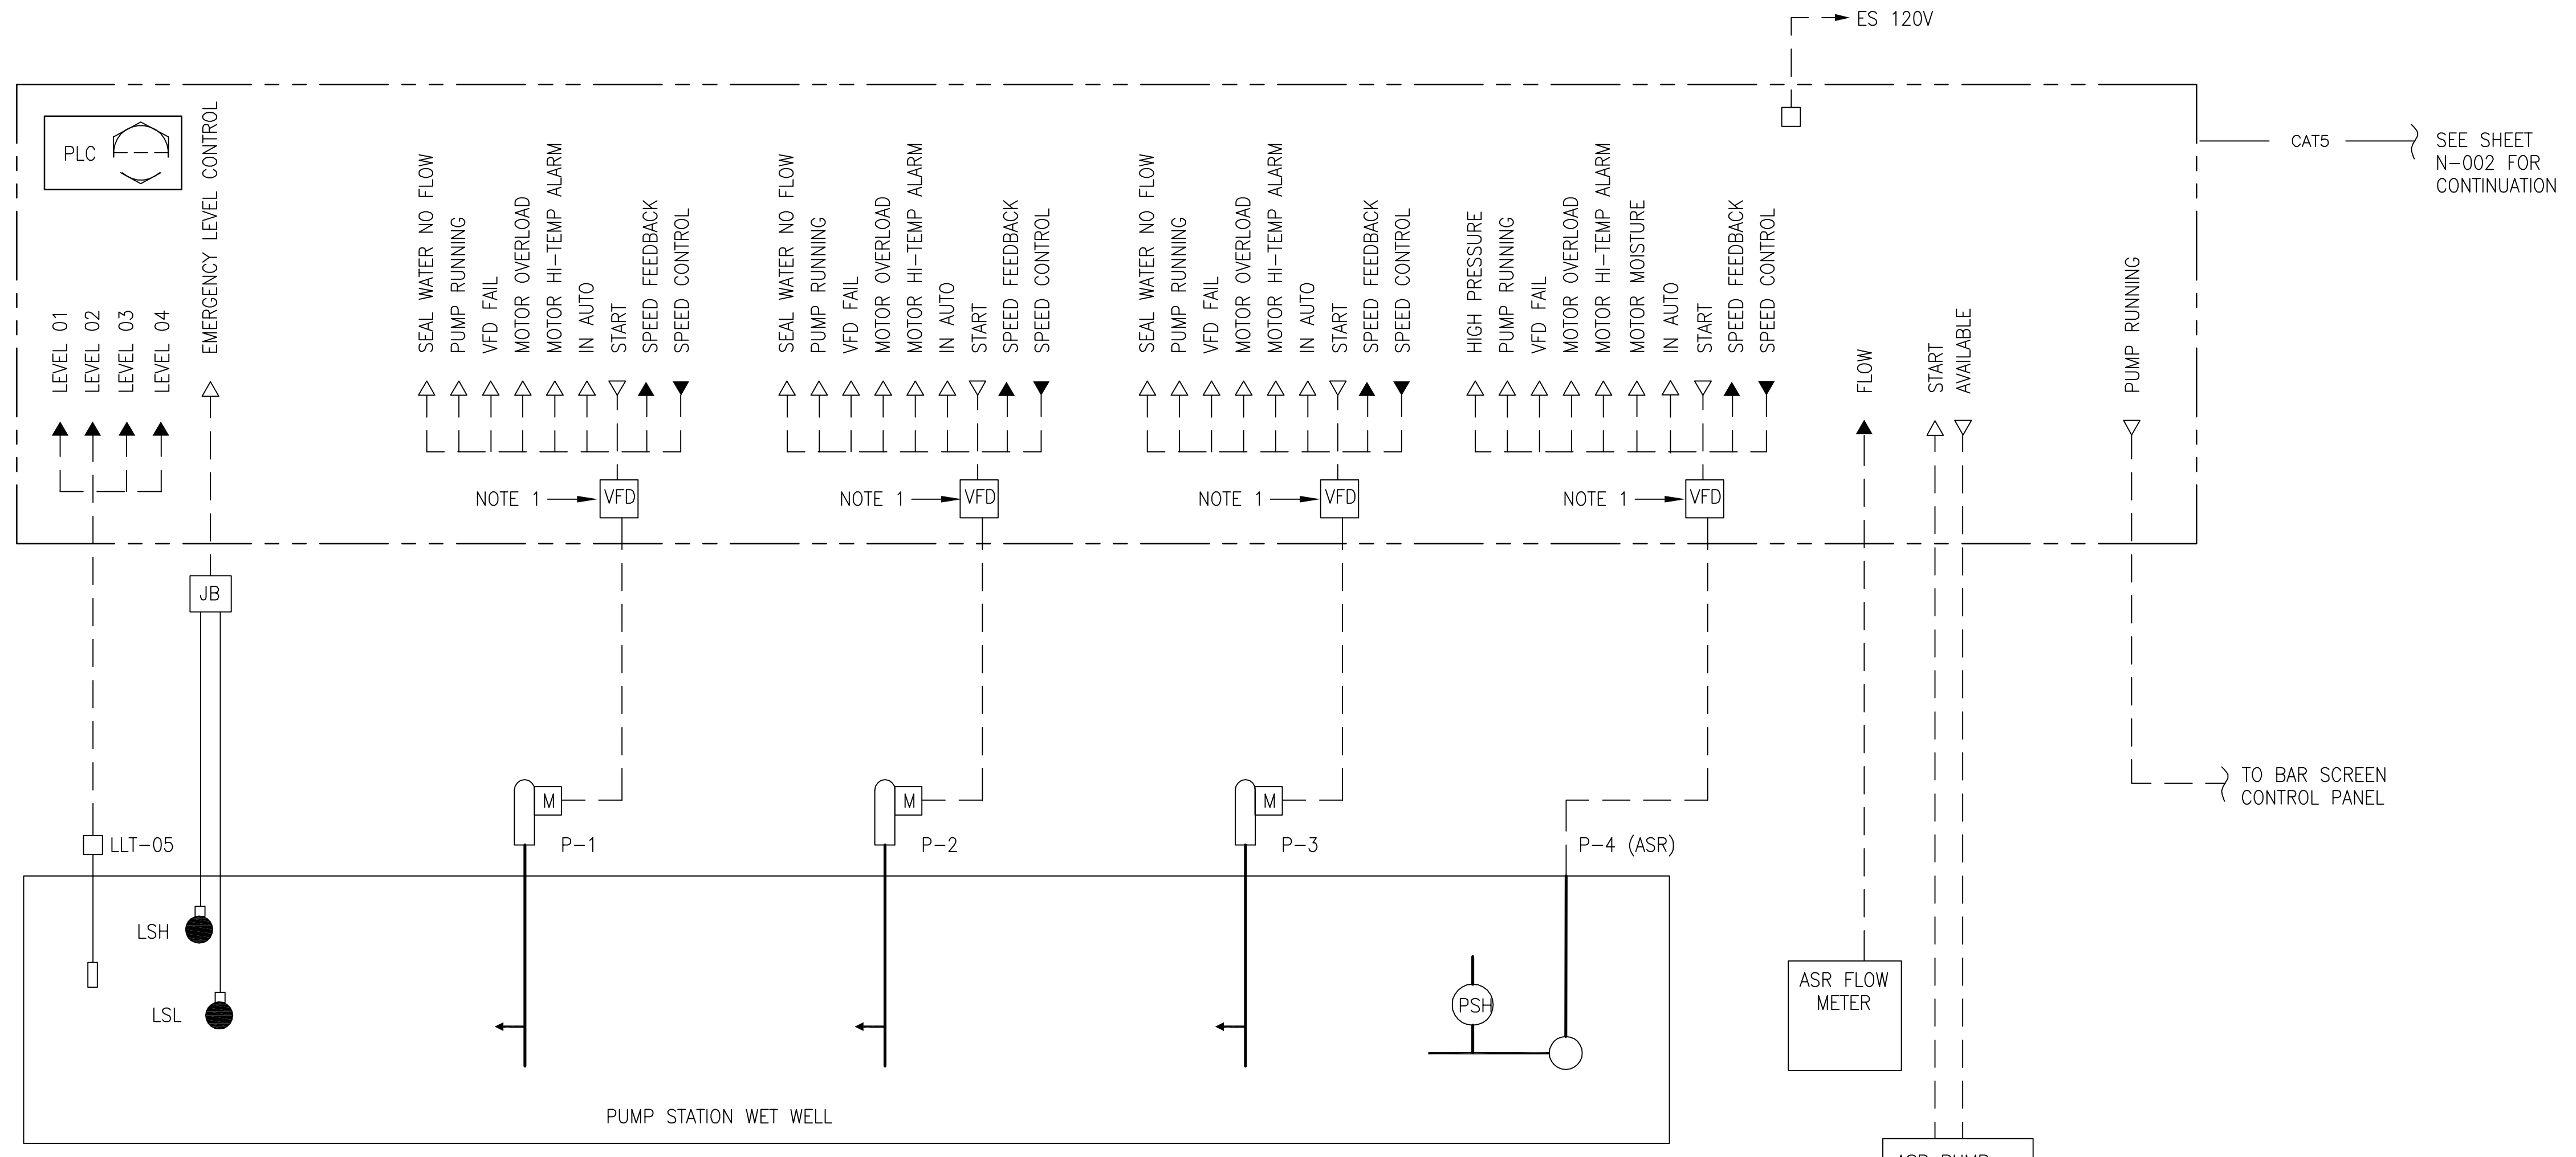 ES 120V
PLC
EMERGENCY LEVEL CONTROL
CAT5
SEE SHEET
N-002 FOR
CONTINUATION
LEVEL 01
LEVEL 02
LEVEL 03
LEVEL 04
SEAL WATER NO FLOW
PUMP RUNNING
VFD FAIL
MOTOR OVERLOAD
MOTOR HI-TEMP ALARM
IN AUTO
START
SPEED FEEDBACK
SPEED CONTROL
SEAL WATER NO FLOW
PUMP RUNNING
VFD FAIL
MOTOR OVERLOAD
MOTOR HI-TEMP ALARM
IN AUTO
START
SPEED FEEDBACK
SPEED CONTROL
SEAL WATER NO FLOW
PUMP RUNNING
VFD FAIL
MOTOR OVERLOAD
MOTOR HI-TEMP ALARM
IN AUTO
START
SPEED FEEDBACK
SPEED CONTROL
HIGH PRESSURE
PUMP RUNNING
VFD FAIL
MOTOR OVERLOAD
MOTOR HI-TEMP ALARM
MOTOR MOISTURE
IN AUTO
START
SPEED FEEDBACK
SPEED CONTROL
FLOW
START
AVAILABLE
PUMP RUNNING
NOTE 1
VFD
NOTE 1
VFD
NOTE 1
VFD
NOTE 1
VFD
JB
M
M
M
TO BAR SCREEN
CONTROL PANEL
LLT-05
P-1
P-2
P-3
P-4 (ASR)
LSH
LSL
PSH
ASR FLOW
METER
PUMP STATION WET WELL
ASR PUMP